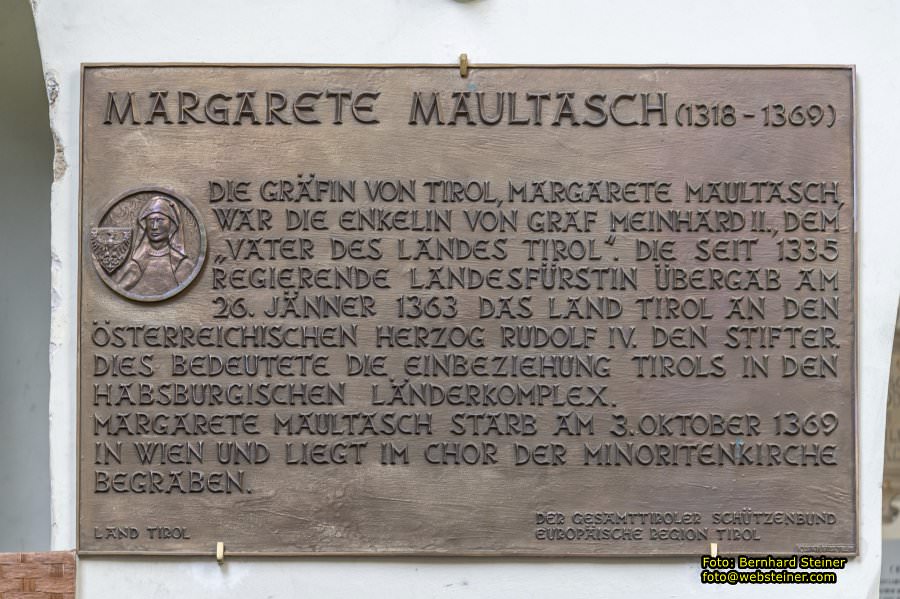 MARGARETE MAULTASCH (1318 - 1369)
DIE GRÄFIN VON TIROL, MARGARETE MAULTASCH,
WAR DIE ENKELIN VON GRAF MEINHARD II., DEM
„VATER DES LANDES TIROL“. DIE SEIT 1335
REGIERENDE LANDESFÜRSTIN ÜBERGAB AM
26. JÄNNER 1363 DAS LAND TIROL AN DEN
ÖSTERREICHISCHEN HERZOG RUDOLF IV. DEN STIFTER.
DIES BEDEUTETE DIE EINBEZIEHUNG TIROLS IN DEN
HABSBURGISCHEN LÄNDERKOMPLEX.
MARGARETE MAULTASCH STARB AM 3. OKTOBER 1369
IN WIEN UND LIEGT IM CHOR DER MINORITENKIRCHE
BEGRABEN.
LAND TIROL
DER GESAMTTIROLER SCHÜTZENBUND
EUROPÄISCHE REGION TIROL
Foto: Bernhard Steiner
foto@websteiner.com